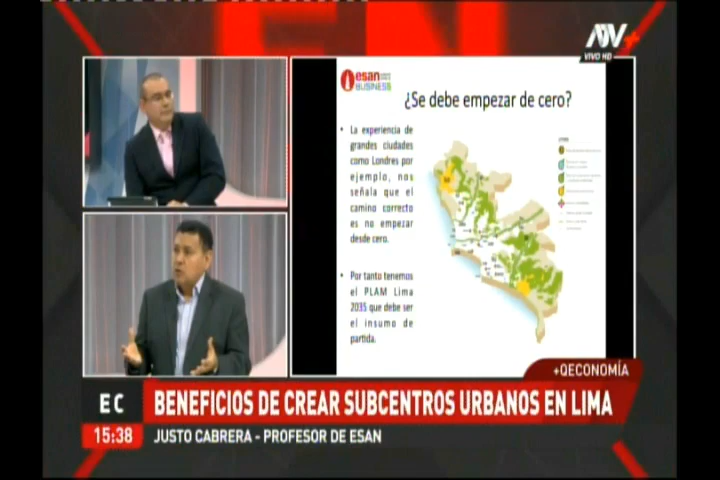 ATV+
VIVO HD
esan
BUSINESS
¿Se debe empezar de cero?
• La experiencia de
grandes ciudades
como Londres por
ejemplo, nos
señala que el
camino correcto
es no empezar
desde cero.
• Por tanto tenemos
el PLAM Lima
2035 que debe ser
el insumo de
partida.
+QECONOMÍA
EC
BENEFICIOS DE CREAR SUBCENTROS URBANOS EN LIMA
15:38
JUSTO CABRERA - PROFESOR DE ESAN